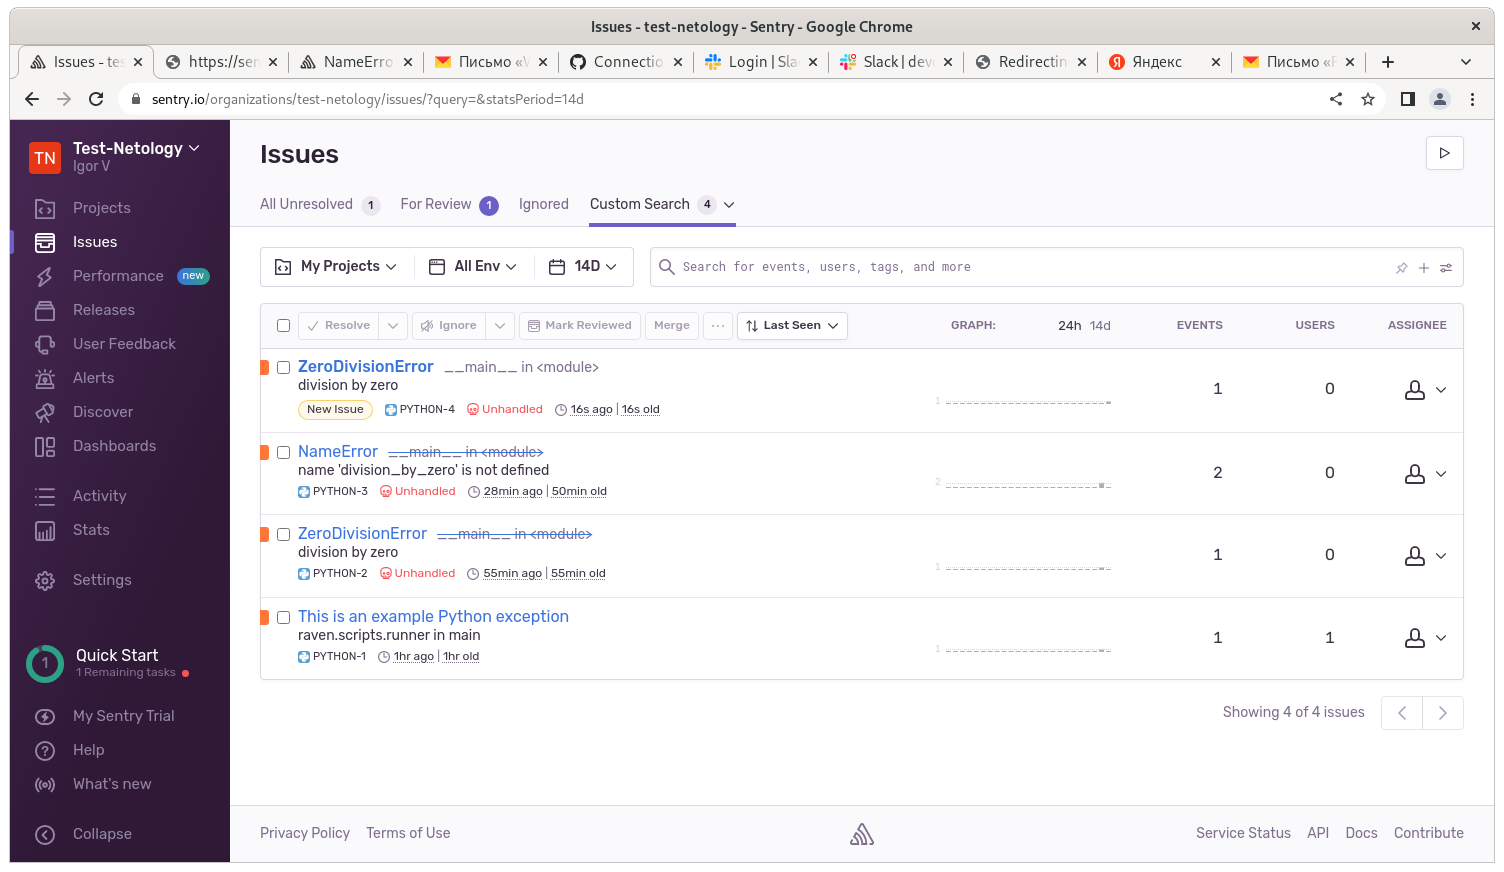 Issues - test-netology - Sentry - Google Chrome
Issues - tes
https://sen
NameErro
Письмо «V
Connectio
Login | Sla
Slack | dev
Redirectin
Яндекс
Письмо «F
sentry.io/organizations/test-netology/issues/?query=&statsPeriod=14d
TN
Test-Netology
Igor V
Projects
Issues
Performance new
Releases
User Feedback
Alerts
Discover
Dashboards
Activity
Stats
Settings
1
Quick Start
1 Remaining tasks
My Sentry Trial
Help
What's new
Collapse
Issues
All Unresolved 1 For Review 1 Ignored Custom Search 4
My Projects All Env 14D Search for events, users, tags, and more
Resolve Ignore Mark Reviewed Merge ... Last Seen GRAPH: 24h 14d EVENTS USERS ASSIGNEE
ZeroDivisionError __main__ in <module>
division by zero
New Issue PYTHON-4 Unhandled 16s ago | 16s old
1 1 0
NameError __main__ in <module>
name 'division_by_zero' is not defined
PYTHON-3 Unhandled 28min ago | 50min old
2 2 0
ZeroDivisionError __main__ in <module>
division by zero
PYTHON-2 Unhandled 55min ago | 55min old
1 1 0
This is an example Python exception
raven.scripts.runner in main
PYTHON-1 1hr ago | 1hr old
1 1 1
Showing 4 of 4 issues
Privacy Policy Terms of Use Service Status API Docs Contribute